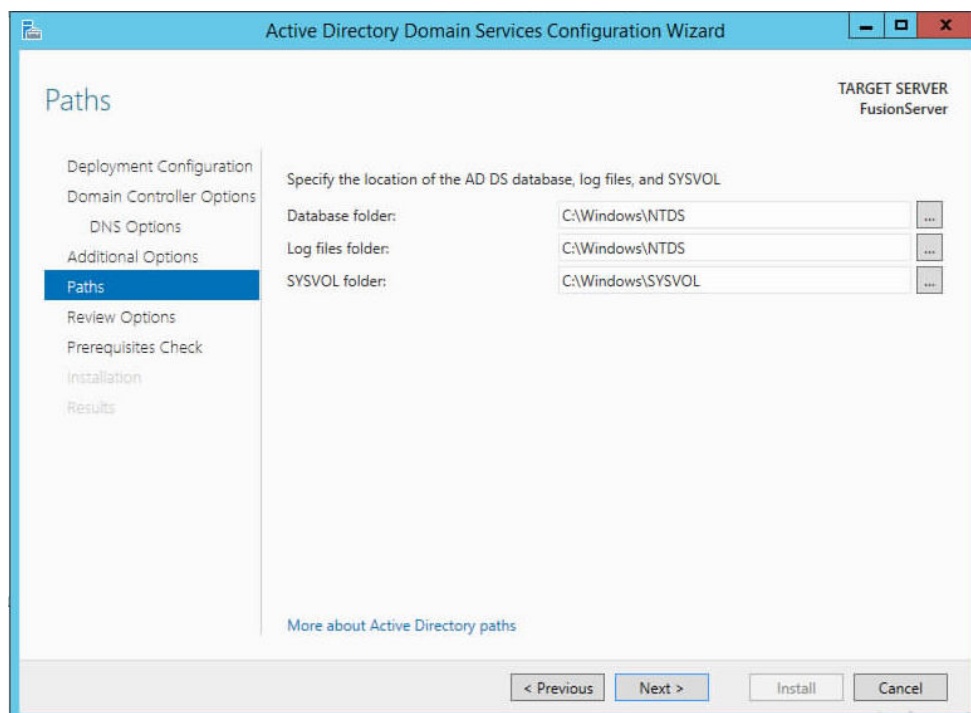 Active Directory Domain Services Configuration Wizard
Paths
TARGET SERVER
FusionServer
Deployment Configuration
Domain Controller Options
DNS Options
Additional Options
Paths
Review Options
Prerequisites Check
Installation
Results
Specify the location of the AD DS database, log files, and SYSVOL
Database folder: C:\Windows\NTDS ...
Log files folder: C:\Windows\NTDS ...
SYSVOL folder: C:\Windows\SYSVOL ...
More about Active Directory paths
< Previous Next > Install Cancel